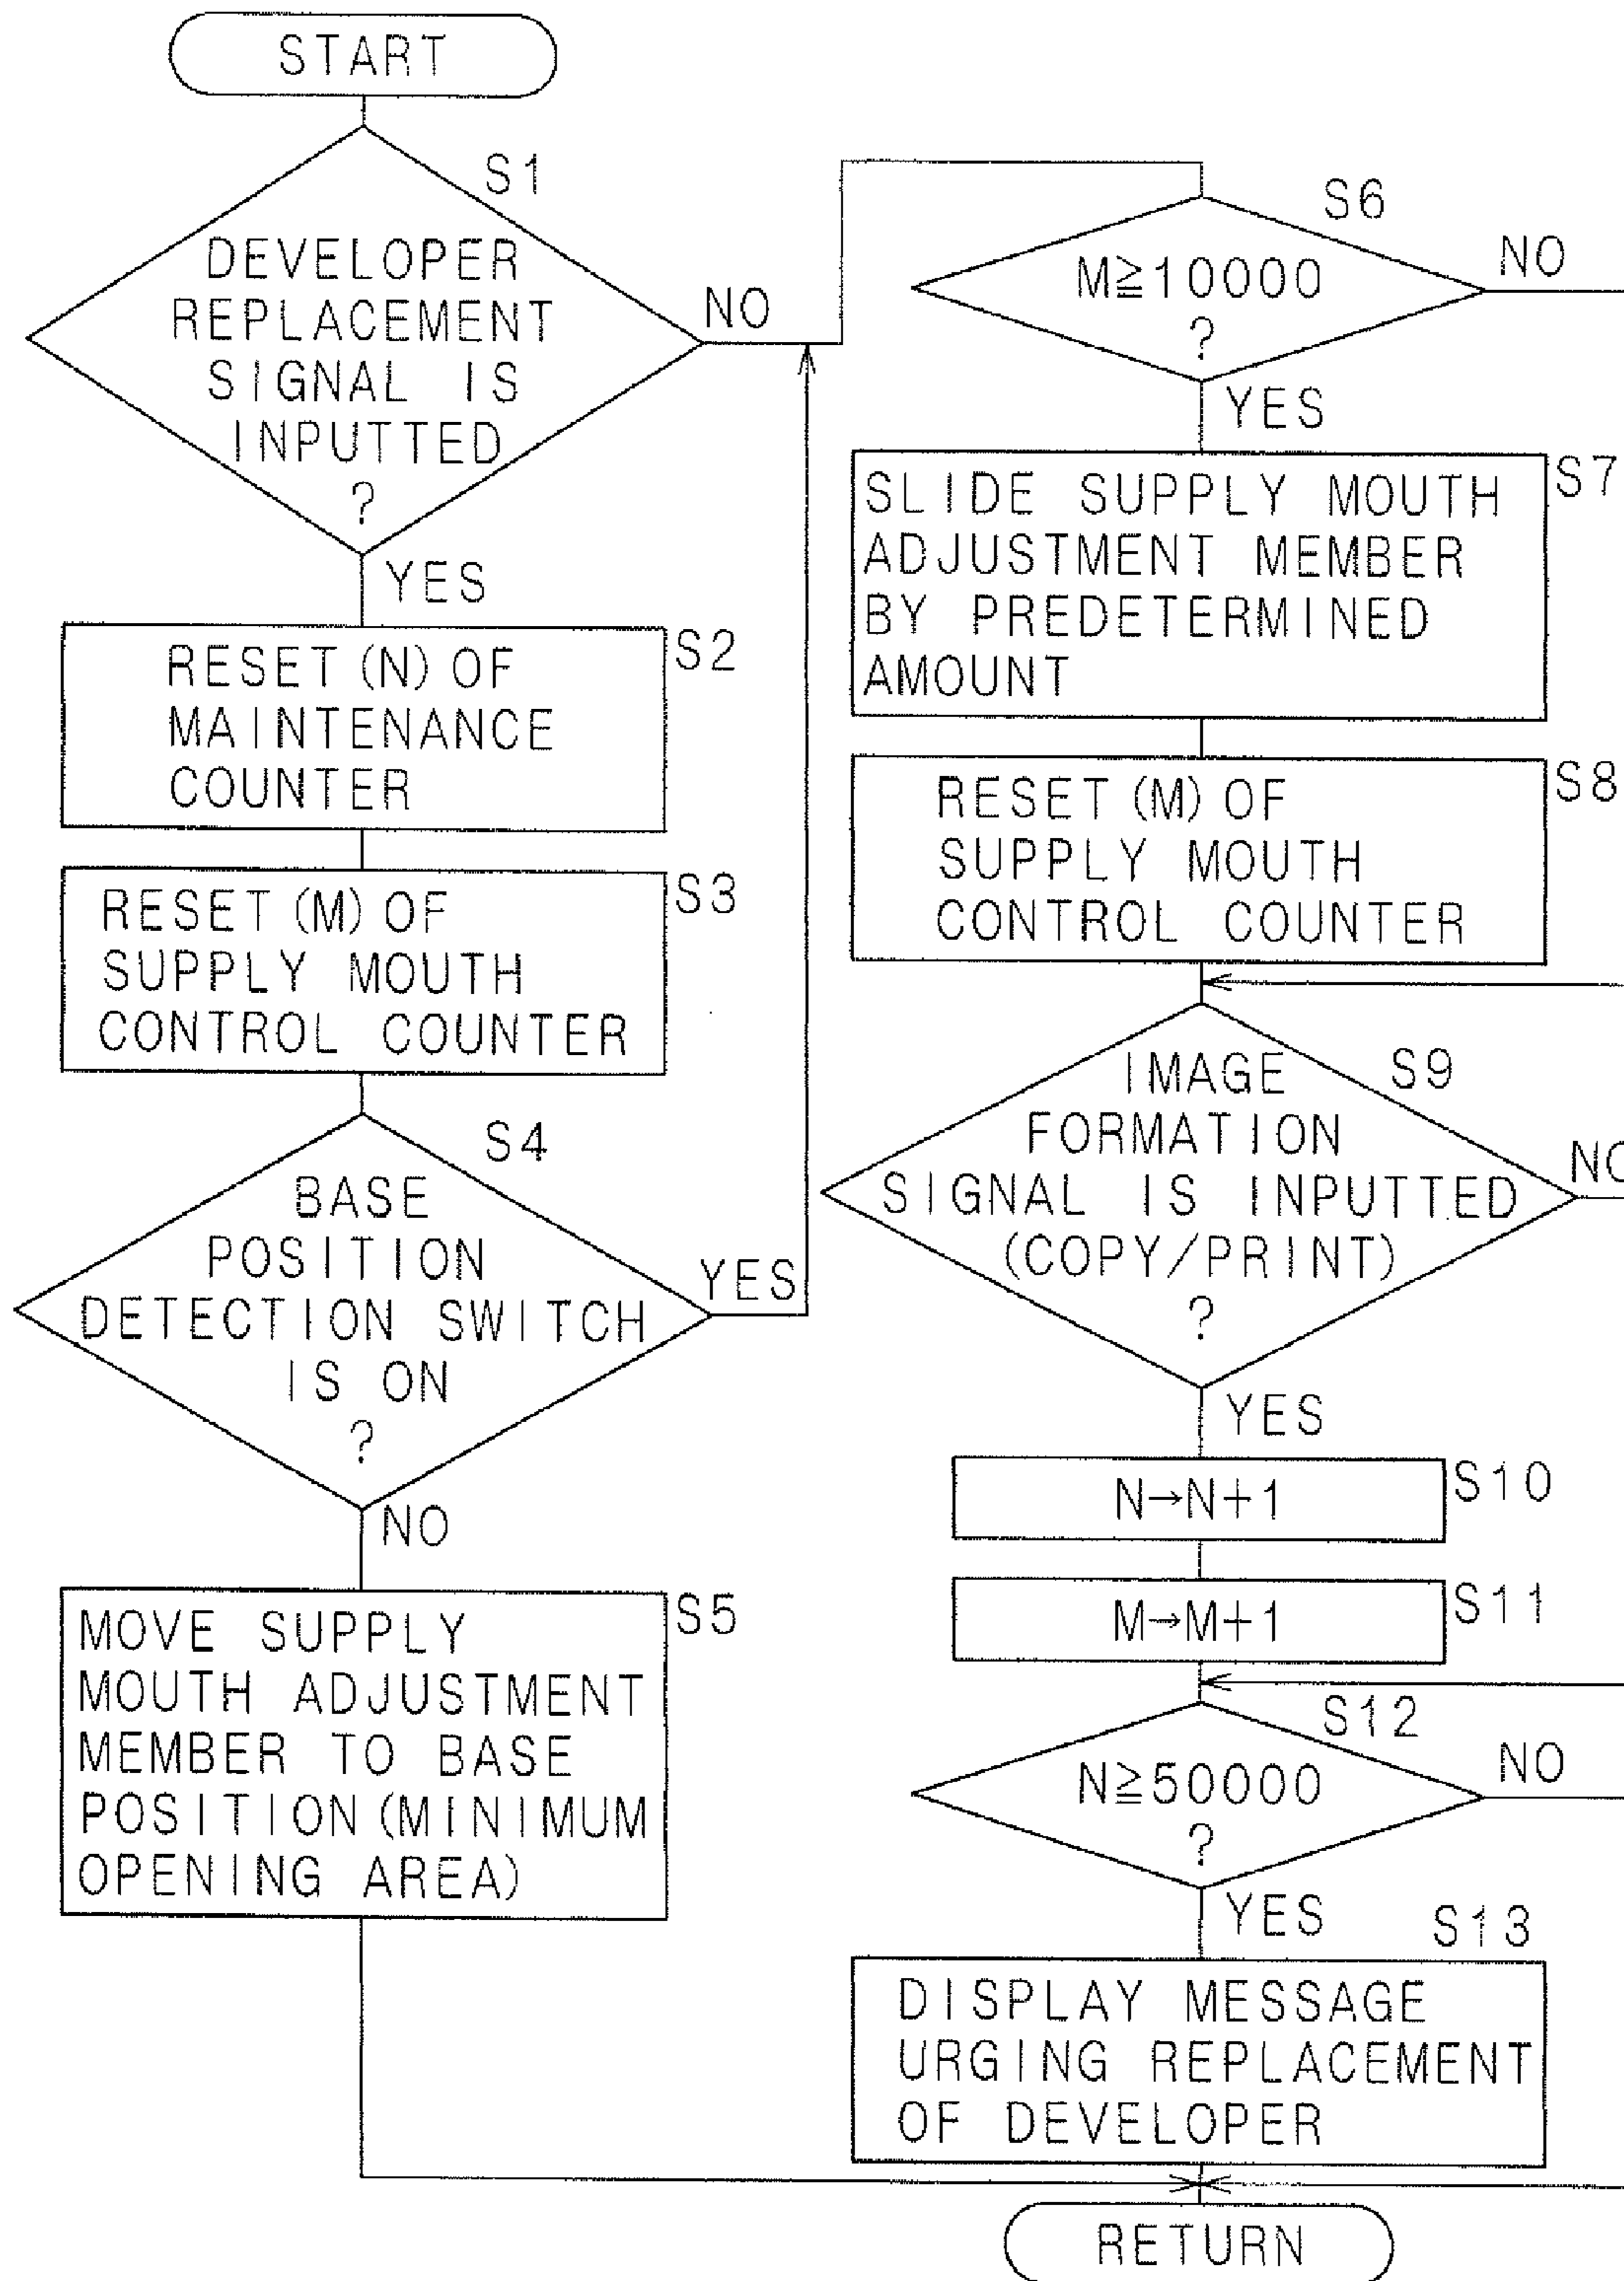 START
S1
DEVELOPER
REPLACEMENT
SIGNAL IS
INPUTTED
?
NO
YES
RESET (N) OF
MAINTENANCE
COUNTER
S2
RESET (M) OF
SUPPLY MOUTH
CONTROL COUNTER
S3
S4
BASE
POSITION
DETECTION SWITCH
IS ON
?
YES
NO
MOVE SUPPLY
MOUTH ADJUSTMENT
MEMBER TO BASE
POSITION (MINIMUM
OPENING AREA)
S5
S6
M≧10000
?
NO
YES
SLIDE SUPPLY MOUTH
ADJUSTMENT MEMBER
BY PREDETERMINED
AMOUNT
S7
RESET (M) OF
SUPPLY MOUTH
CONTROL COUNTER
S8
S9
IMAGE
FORMATION
SIGNAL IS INPUTTED
(COPY/PRINT)
?
NO
YES
N→N+1
S10
M→M+1
S11
S12
N≧50000
?
NO
YES
S13
DISPLAY MESSAGE
URGING REPLACEMENT
OF DEVELOPER
RETURN